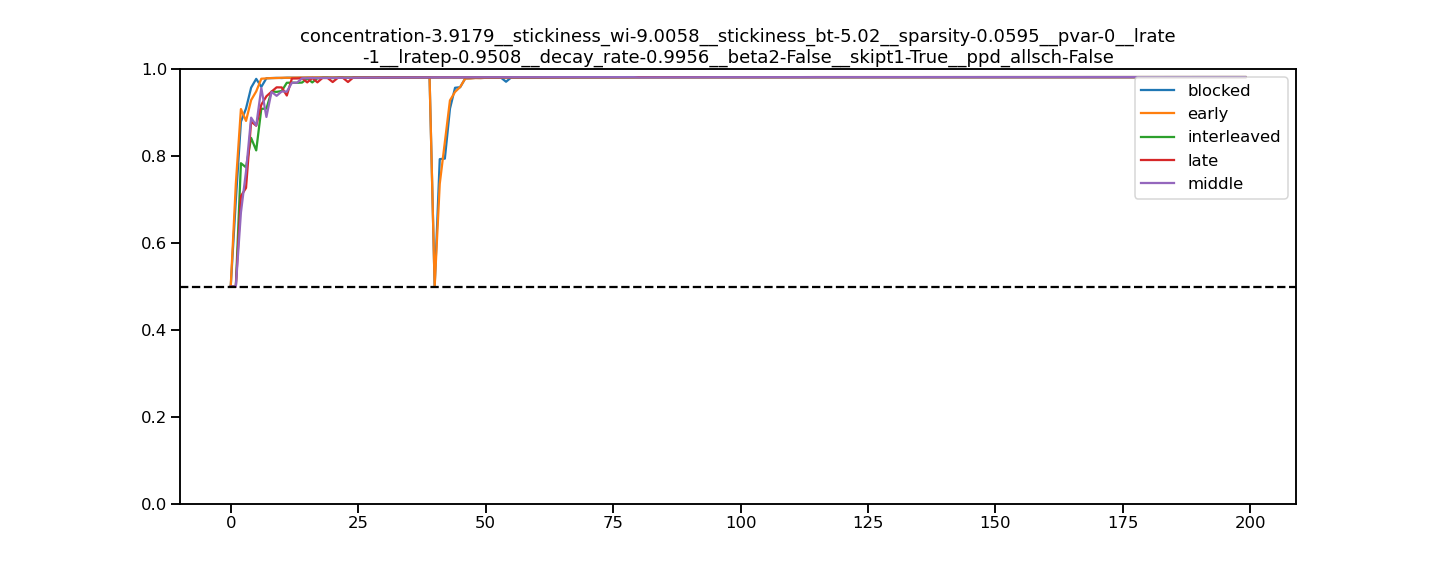 concentration-3.9179__stickiness_wi-9.0058__stickiness_bt-5.02__sparsity-0.0595__pvar-0__lrate
-1__lratep-0.9508__decay_rate-0.9956__beta2-False__skipt1-True__ppd_allsch-False
1.0
0.8
0.6
0.4
0.2
0.0
blocked
early
interleaved
late
middle
0 25 50 75 100 125 150 175 200